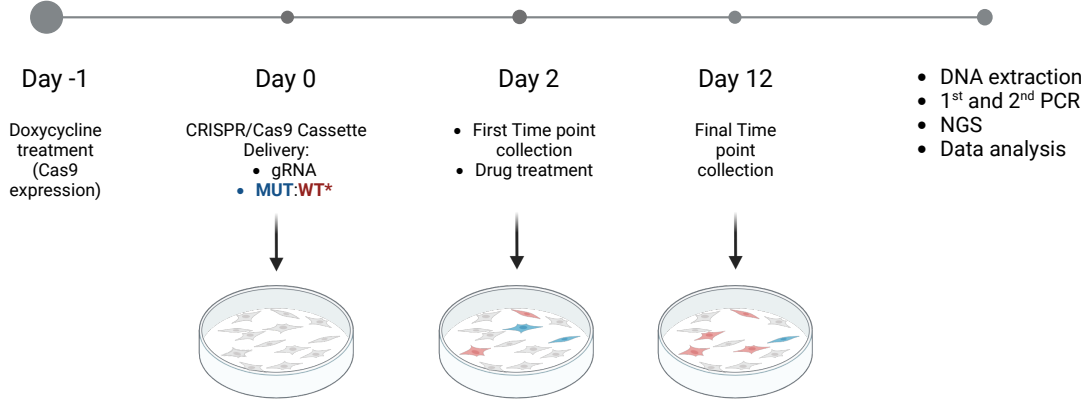 Day -1
Doxycycline
treatment
(Cas9
expression)
Day 0
CRISPR/Cas9 Cassette
Delivery:
• gRNA
• MUT:WT*
Day 2
• First Time point
collection
• Drug treatment
Day 12
Final Time
point
collection
• DNA extraction
• 1st and 2nd PCR
• NGS
• Data analysis